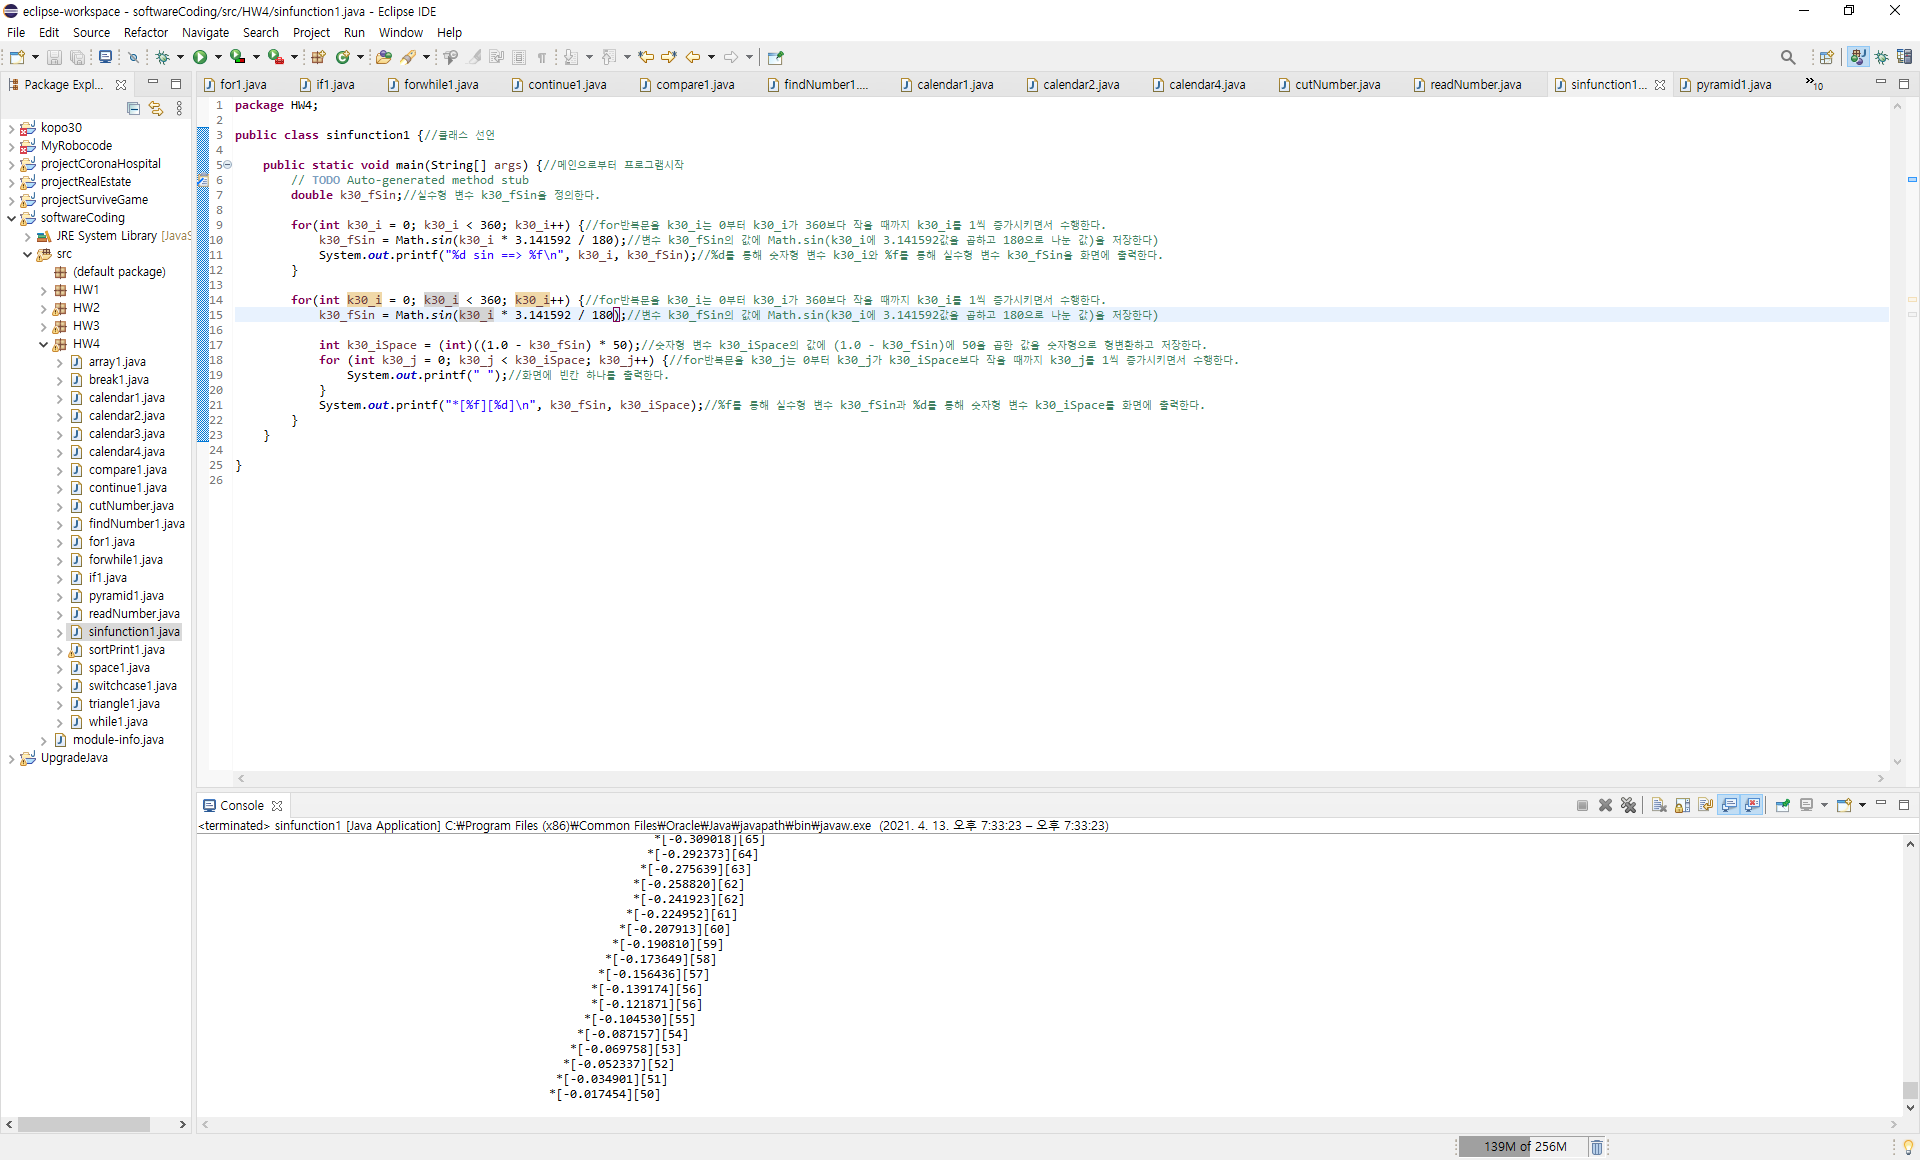 eclipse-workspace - softwareCoding/src/HW4/sinfunction1.java - Eclipse IDE
File Edit Source Refactor Navigate Search Project Run Window Help
Package Expl...
for1.java if1.java forwhile1.java continue1.java compare1.java findNumber1.... calendar1.java calendar2.java calendar4.java cutNumber.java readNumber.java sinfunction1... pyramid1.java »10
kopo30
MyRobocode
projectCoronaHospital
projectRealEstate
projectSurviveGame
softwareCoding
JRE System Library [JavaS
src
(default package)
HW1
HW2
HW3
HW4
array1.java
break1.java
calendar1.java
calendar2.java
calendar3.java
calendar4.java
compare1.java
continue1.java
cutNumber.java
findNumber1.java
for1.java
forwhile1.java
if1.java
pyramid1.java
readNumber.java
sinfunction1.java
sortPrint1.java
space1.java
switchcase1.java
triangle1.java
while1.java
module-info.java
UpgradeJava
1 package HW4;
2
3 public class sinfunction1 {//클래스 선언
4
5 public static void main(String[] args) {//메인으로부터 프로그램시작
6 // TODO Auto-generated method stub
7 double k30_fSin;//실수형 변수 k30_fSin을 정의한다.
8
9 for(int k30_i = 0; k30_i < 360; k30_i++) {//for반복문을 k30_i는 0부터 k30_i가 360보다 작을 때까지 k30_i를 1씩 증가시키면서 수행한다.
10 k30_fSin = Math.sin(k30_i * 3.141592 / 180);//변수 k30_fSin의 값에 Math.sin(k30_i에 3.141592값을 곱하고 180으로 나눈 값)을 저장한다)
11 System.out.printf("%d sin ==> %f\n", k30_i, k30_fSin);//%d를 통해 숫자형 변수 k30_i와 %f를 통해 실수형 변수 k30_fSin을 화면에 출력한다.
12 }
13
14 for(int k30_i = 0; k30_i < 360; k30_i++) {//for반복문을 k30_i는 0부터 k30_i가 360보다 작을 때까지 k30_i를 1씩 증가시키면서 수행한다.
15 k30_fSin = Math.sin(k30_i * 3.141592 / 180);//변수 k30_fSin의 값에 Math.sin(k30_i에 3.141592값을 곱하고 180으로 나눈 값)을 저장한다)
16
17 int k30_iSpace = (int)((1.0 - k30_fSin) * 50);//숫자형 변수 k30_iSpace의 값에 (1.0 - k30_fSin)에 50을 곱한 값을 숫자형으로 형변환하고 저장한다.
18 for (int k30_j = 0; k30_j < k30_iSpace; k30_j++) {//for반복문을 k30_j는 0부터 k30_j가 k30_iSpace보다 작을 때까지 k30_j를 1씩 증가시키면서 수행한다.
19 System.out.printf(" ");//화면에 빈칸 하나를 출력한다.
20 }
21 System.out.printf("*[%f][%d]\n", k30_fSin, k30_iSpace);//%f를 통해 실수형 변수 k30_fSin과 %d를 통해 숫자형 변수 k30_iSpace를 화면에 출력한다.
22 }
23 }
24
25 }
26
Console
<terminated> sinfunction1 [Java Application] C:₩Program Files (x86)₩Common Files₩Oracle₩Java₩javapath₩bin₩javaw.exe (2021. 4. 13. 오후 7:33:23 – 오후 7:33:23)
*[-0.309018][65]
*[-0.292373][64]
*[-0.275639][63]
*[-0.258820][62]
*[-0.241923][62]
*[-0.224952][61]
*[-0.207913][60]
*[-0.190810][59]
*[-0.173649][58]
*[-0.156436][57]
*[-0.139174][56]
*[-0.121871][56]
*[-0.104530][55]
*[-0.087157][54]
*[-0.069758][53]
*[-0.052337][52]
*[-0.034901][51]
*[-0.017454][50]
139M of 256M